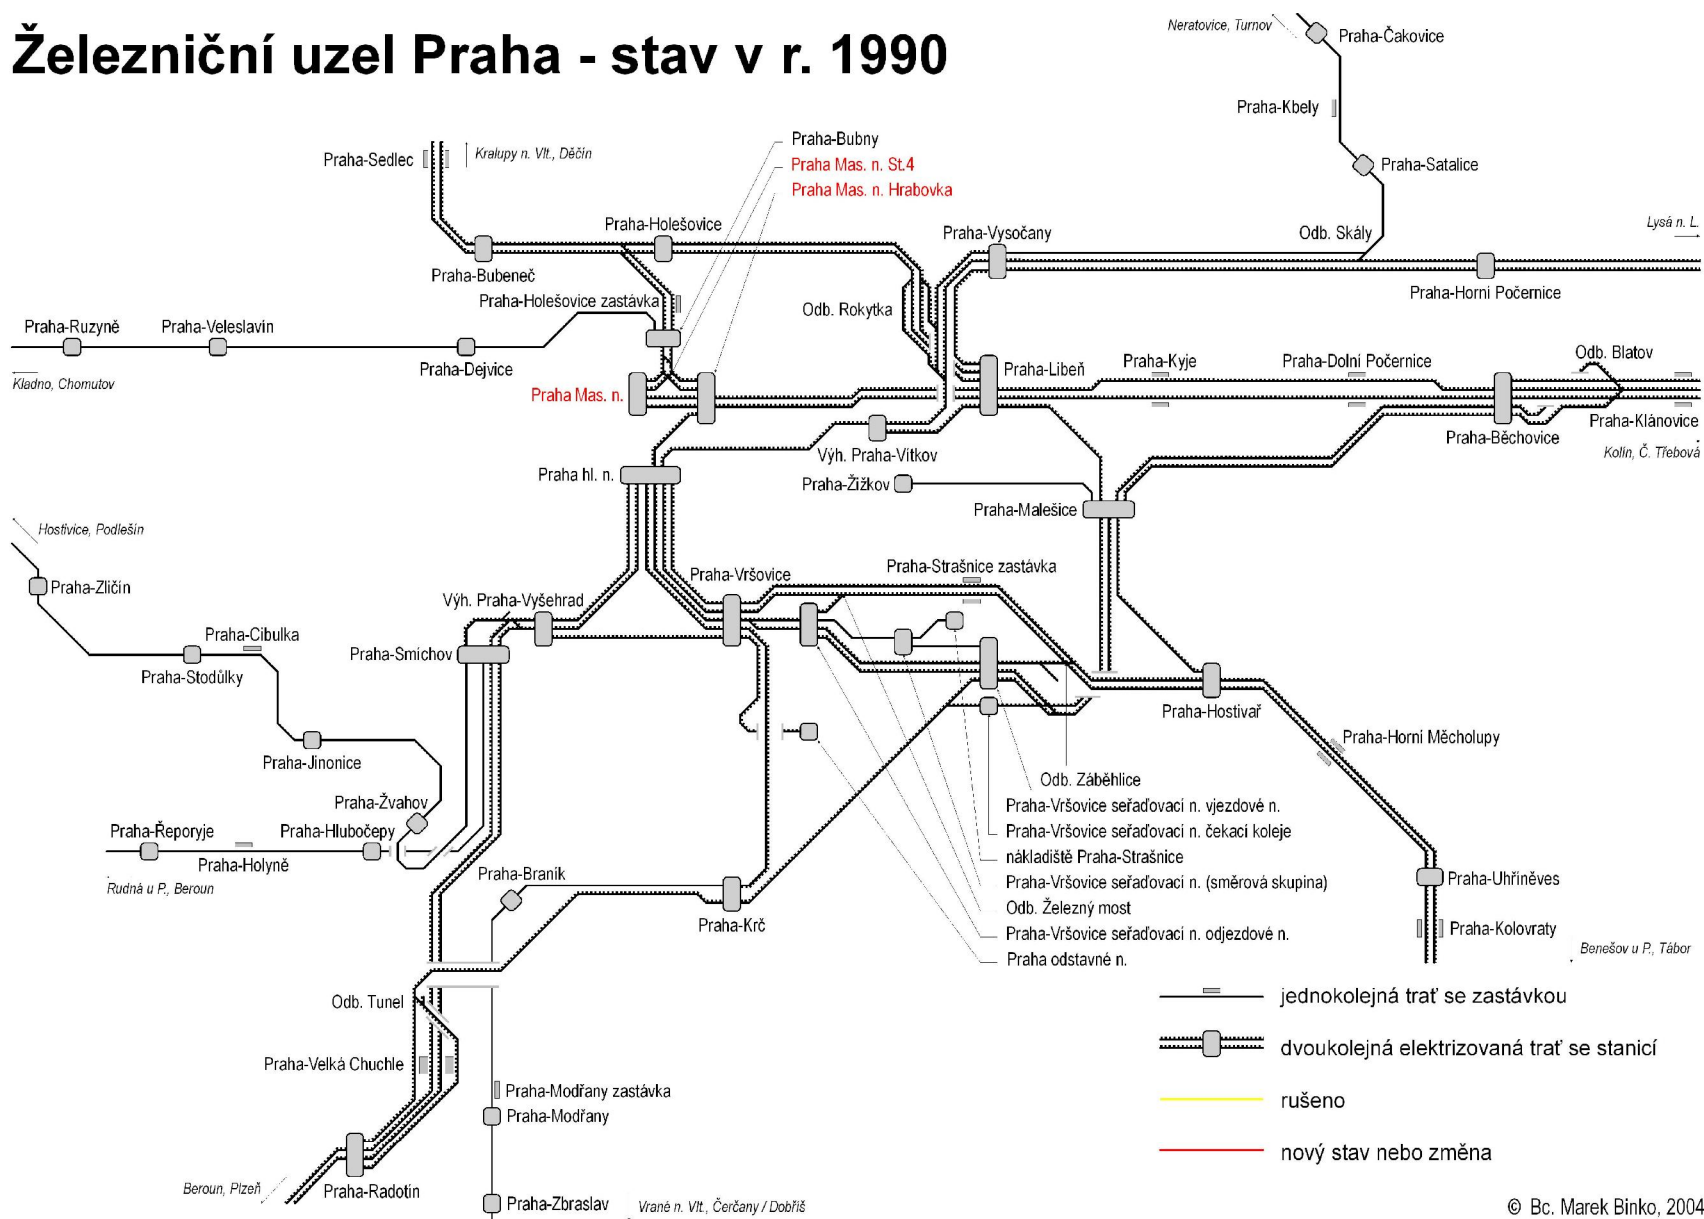 Železniční uzel Praha - stav v r. 1990
Neratovice, Turnov
Praha-Čakovice
Praha-Kbely
Praha-Bubny
Praha Mas. n. St.4
Praha Mas. n. Hrabovka
Praha-Sedlec
Kralupy n. Vlt., Děčín
Praha-Satalice
Praha-Holešovice
Praha-Vysočany
Odb. Skály
Lysá n. L.
Praha-Bubeneč
Praha-Holešovice zastávka
Odb. Rokytka
Praha-Horní Počernice
Praha-Ruzyně
Praha-Veleslavín
Praha-Dejvice
Kladno, Chomutov
Praha-Libeň
Praha-Kyje
Praha-Dolní Počernice
Odb. Blatov
Praha Mas. n.
Praha-Klánovice
Praha-Běchovice
Kolín, Č. Třebová
Výh. Praha-Vítkov
Praha hl. n.
Praha-Žižkov
Praha-Malešice
Hostivice, Podlešín
Praha-Zličín
Praha-Strašnice zastávka
Praha-Vršovice
Výh. Praha-Vyšehrad
Praha-Cibulka
Praha-Smíchov
Praha-Stodůlky
Praha-Hostivař
Praha-Horní Měcholupy
Praha-Jinonice
Odb. Záběhlice
Praha-Žvahov
Praha-Vršovice seřaďovací n. vjezdové n.
Praha-Řeporyje
Praha-Hlubočepy
Praha-Vršovice seřaďovací n. čekací koleje
Praha-Holyně
nákladiště Praha-Strašnice
Rudná u P., Beroun
Praha-Braník
Praha-Vršovice seřaďovací n. (směrová skupina)
Praha-Uhříněves
Odb. Železný most
Praha-Krč
Praha-Vršovice seřaďovací n. odjezdové n.
Praha-Kolovraty
Praha odstavné n.
Benešov u P., Tábor
Odb. Tunel
jednokolejná trať se zastávkou
dvoukolejná elektrizovaná trať se stanicí
Praha-Velká Chuchle
Praha-Modřany zastávka
rušeno
Praha-Modřany
nový stav nebo změna
Beroun, Plzeň
Praha-Radotín
Praha-Zbraslav
Vrané n. Vlt., Čerčany / Dobříš
© Bc. Marek Binko, 2004